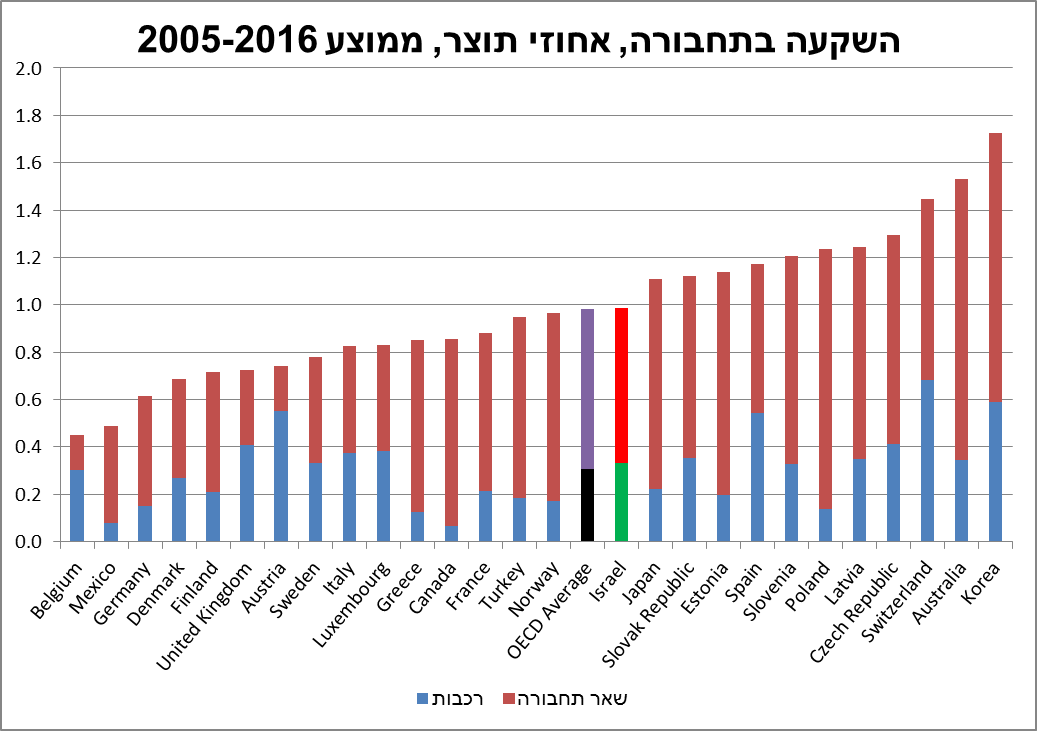 השקעה בתחבורה, אחוזי תוצר, ממוצע 2005-2016
2.0
1.8
1.6
1.4
1.2
1.0
0.8
0.6
0.4
0.2
0.0
Belgium
Mexico
Germany
Denmark
Finland
United Kingdom
Austria
Sweden
Italy
Luxembourg
Greece
Canada
France
Turkey
Norway
OECD Average
Israel
Japan
Slovak Republic
Estonia
Spain
Slovenia
Poland
Latvia
Czech Republic
Switzerland
Australia
Korea
רכבות
שאר תחבורה